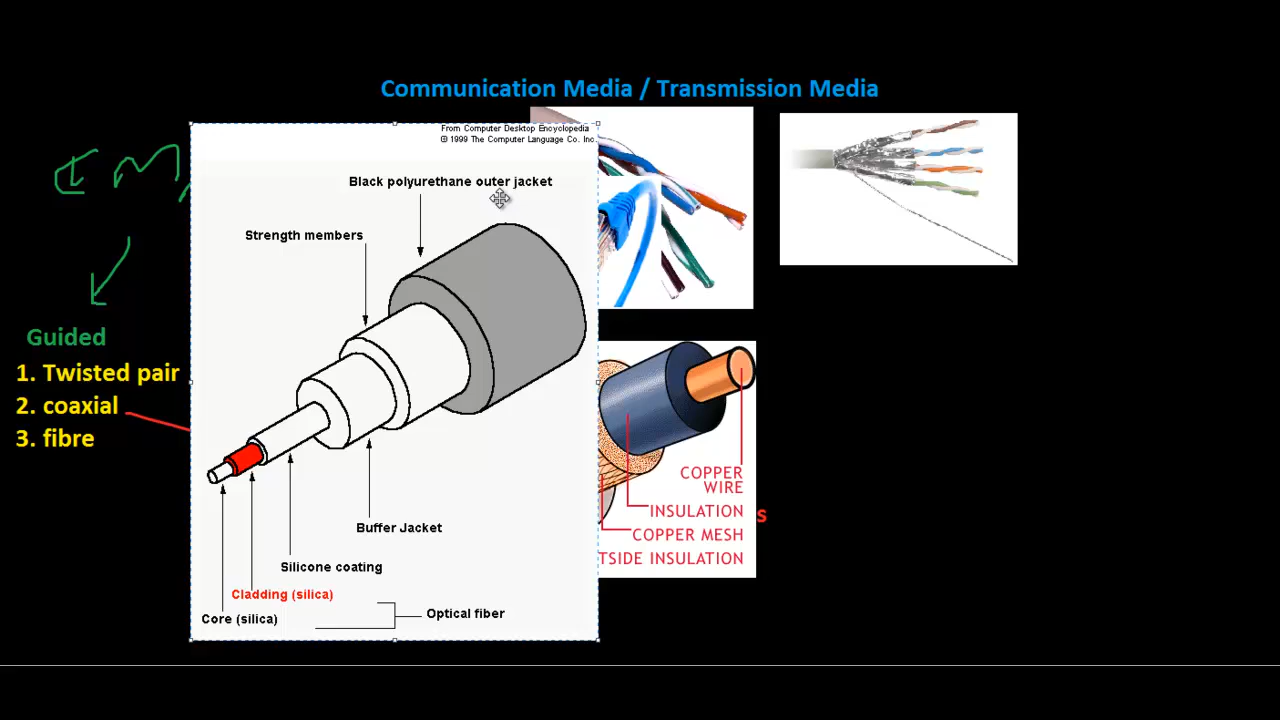 Communication Media / Transmission Media
From Computer Desktop Encyclopedia
© 1999 The Computer Language Co. Inc.
Black polyurethane outer jacket
Strength members
Guided
1. Twisted pair
2. coaxial
3. fibre
COPPER
WIRE
INSULATION
COPPER MESH
TSIDE INSULATION
s
Buffer Jacket
Silicone coating
Cladding (silica)
Core (silica)
Optical fiber